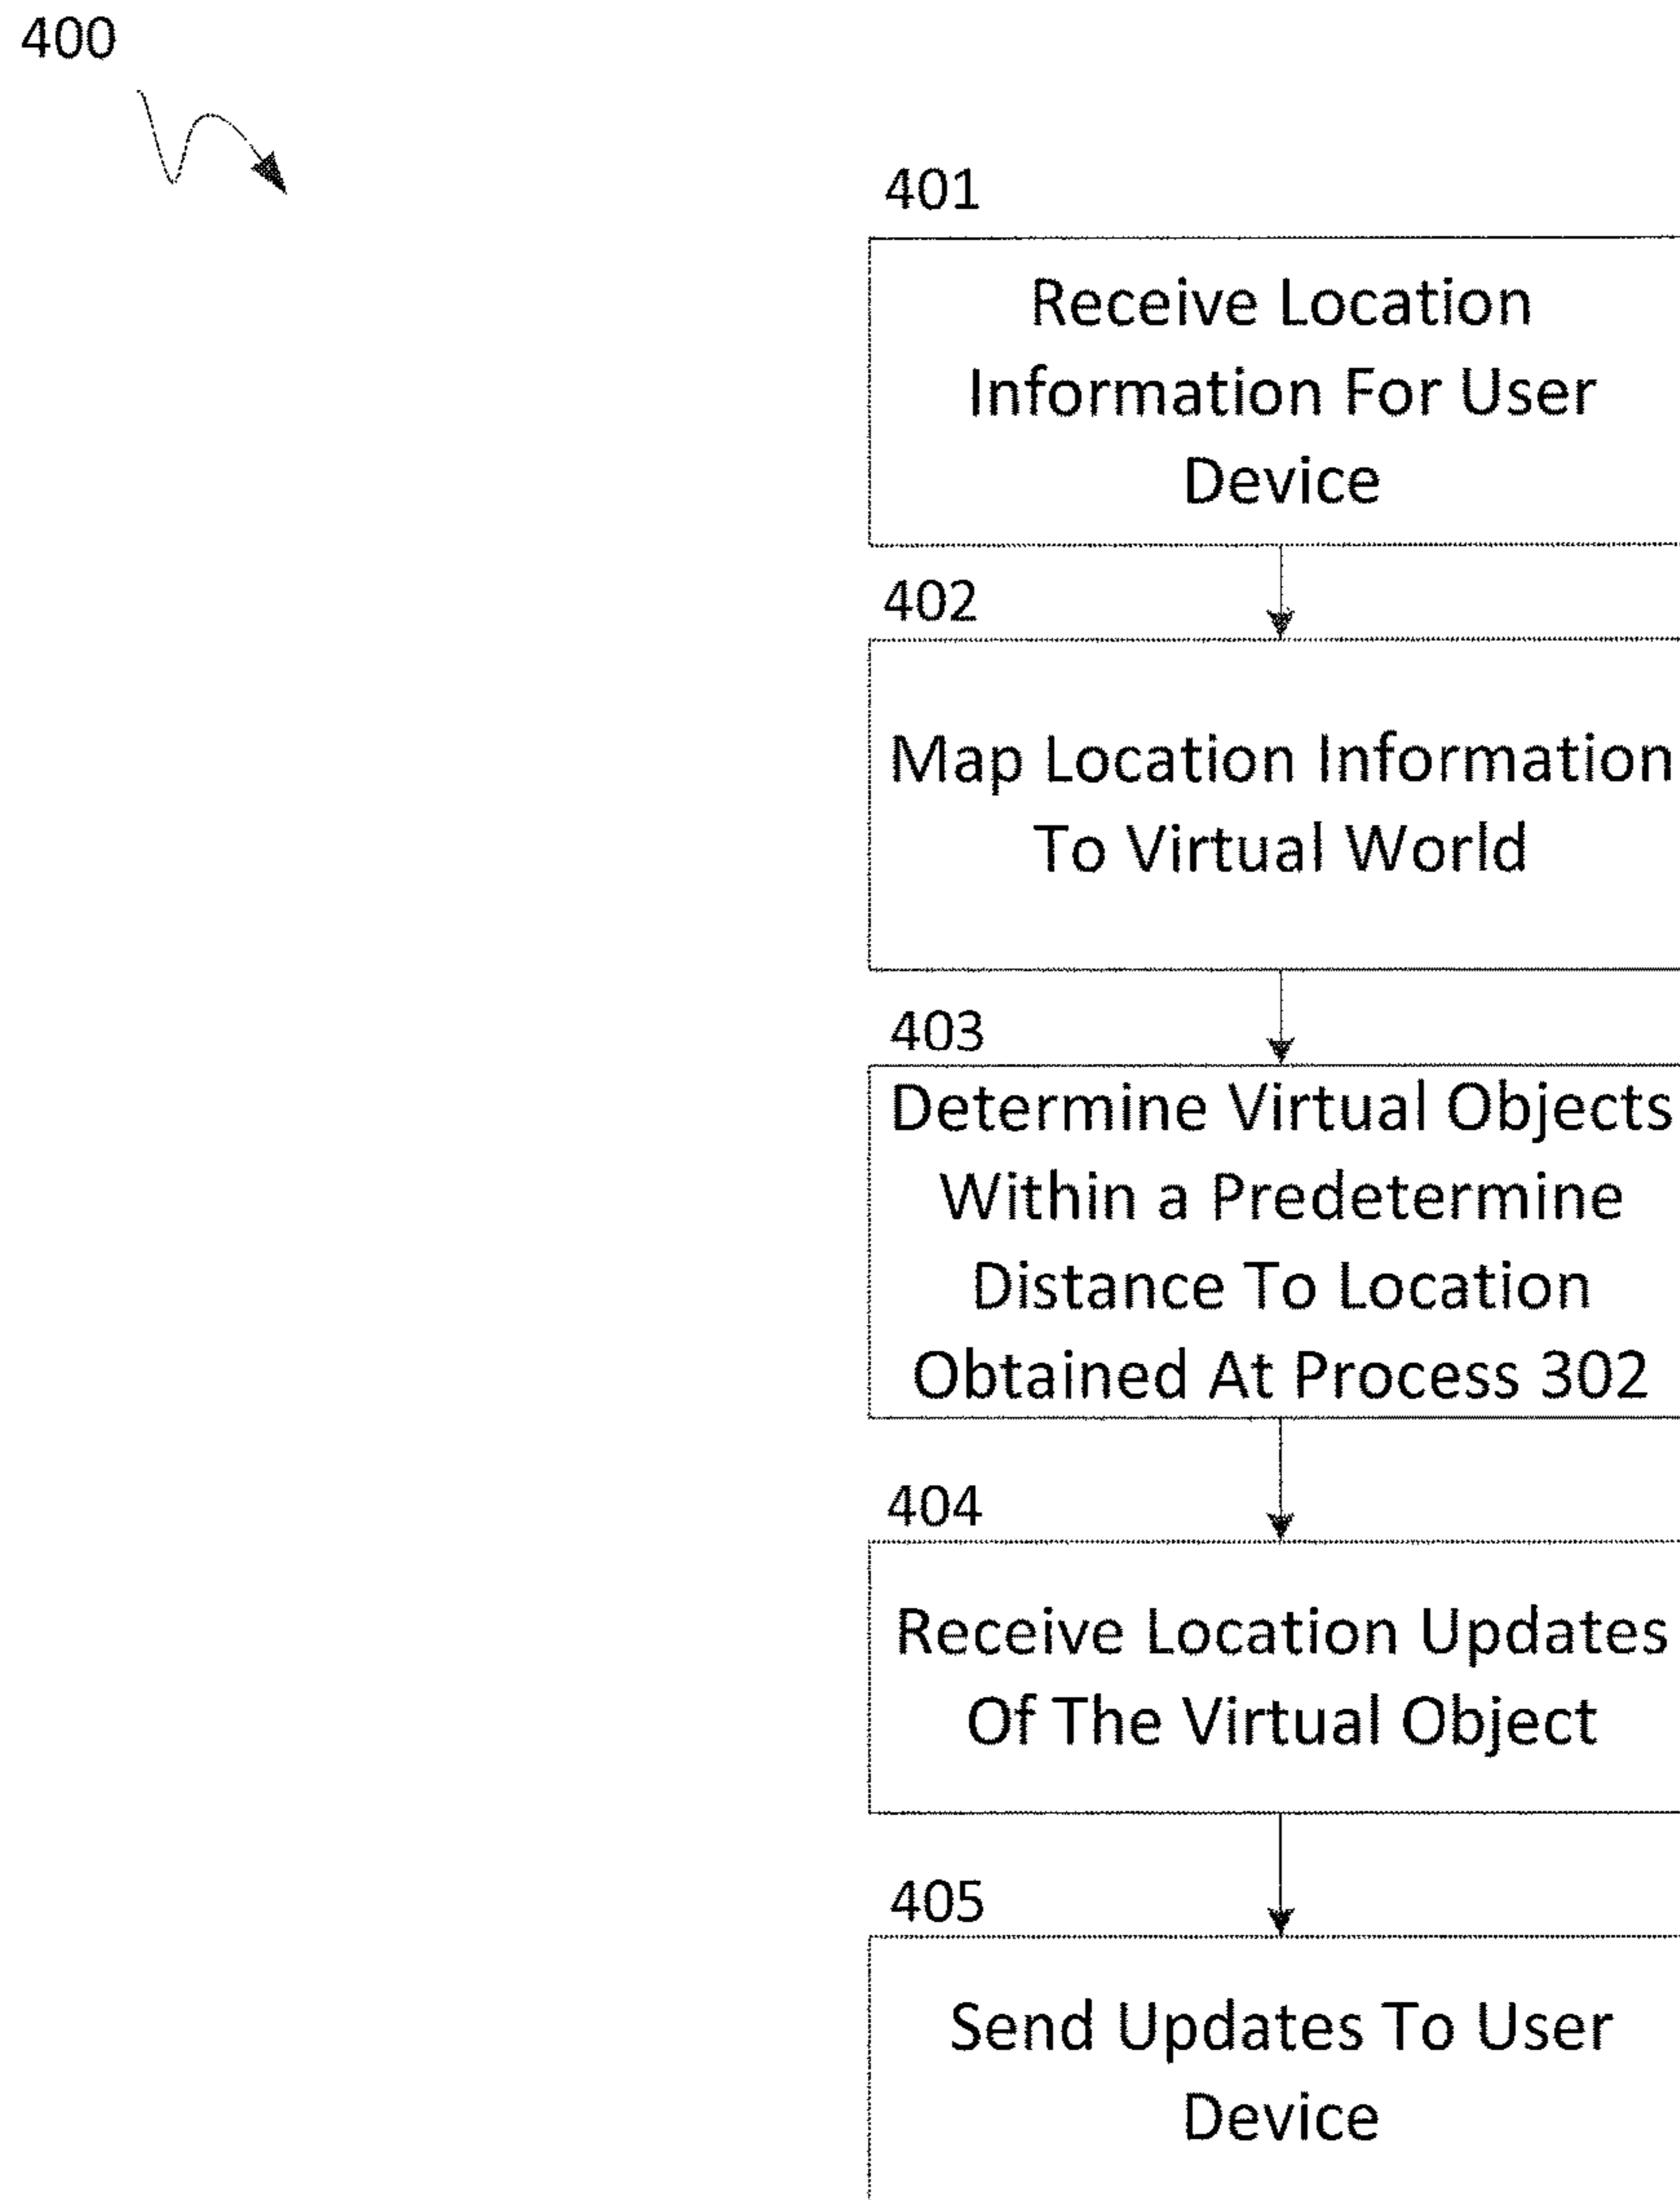 400
401
Receive Location
Information For User
Device
402
Map Location Information
To Virtual World
403
Determine Virtual Objects
Within a Predetermine
Distance To Location
Obtained At Process 302
404
Receive Location Updates
Of The Virtual Object
405
Send Updates To User
Device